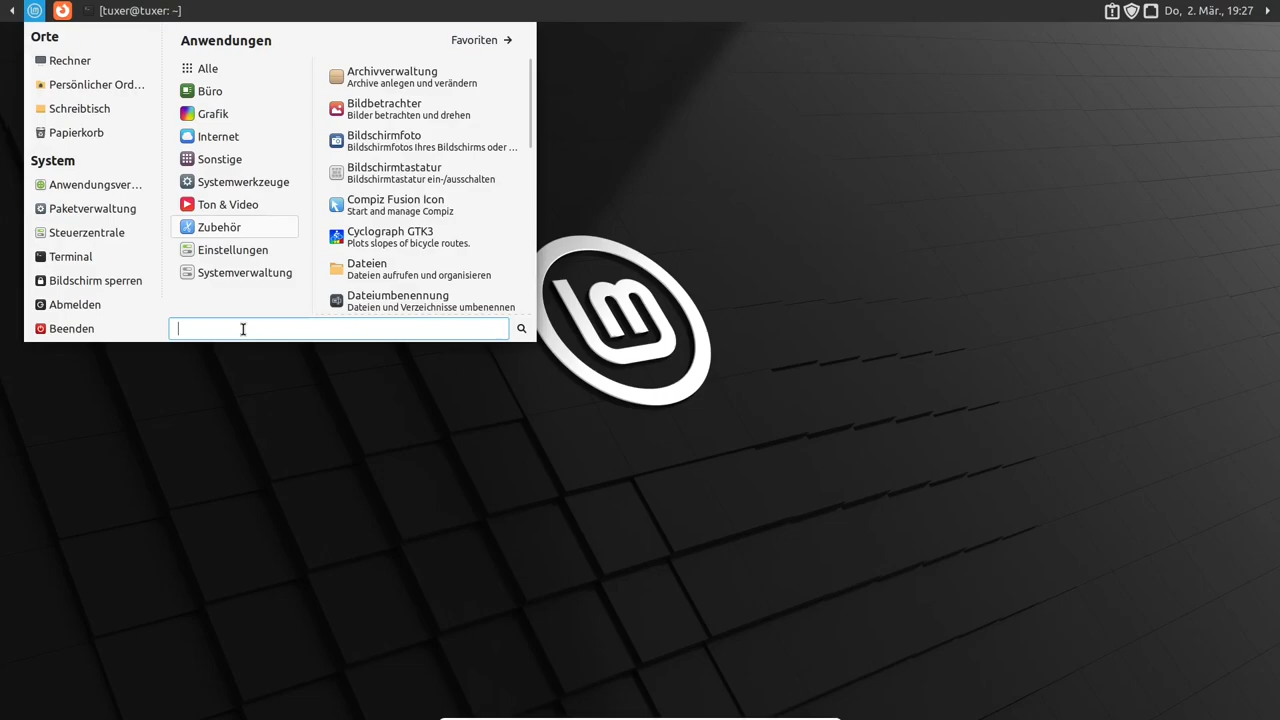 [tuxer@tuxer: ~]
Do, 2. Mär., 19:27
Orte
Rechner
Persönlicher Ord...
Schreibtisch
Papierkorb
System
Anwendungsver...
Paketverwaltung
Steuerzentrale
Terminal
Bildschirm sperren
Abmelden
Beenden
Anwendungen
Favoriten
Alle
Büro
Grafik
Internet
Sonstige
Systemwerkzeuge
Ton & Video
Zubehör
Einstellungen
Systemverwaltung
Archivverwaltung
Archive anlegen und verändern
Bildbetrachter
Bilder betrachten und drehen
Bildschirmfoto
Bildschirmfotos Ihres Bildschirms oder ...
Bildschirmtastatur
Bildschirmtastatur ein-/ausschalten
Compiz Fusion Icon
Start and manage Compiz
Cyclograph GTK3
Plots slopes of bicycle routes.
Dateien
Dateien aufrufen und organisieren
Dateiumbenennung
Dateien und Verzeichnisse umbenennen